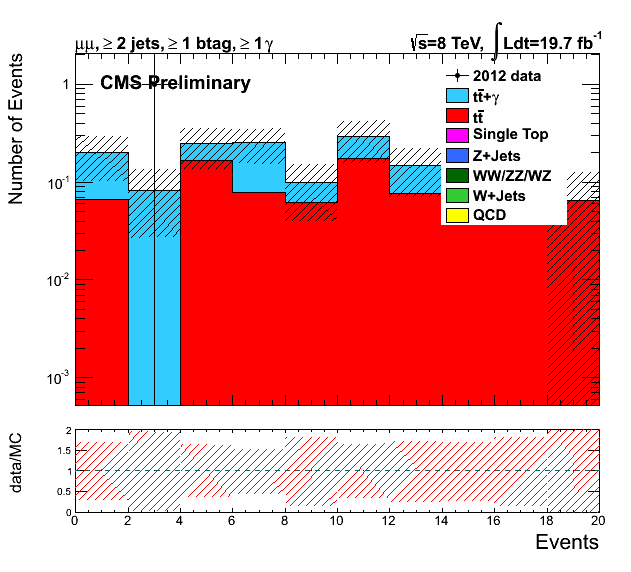 μμ, ≥ 2 jets, ≥ 1 btag, ≥ 1 γ
√s=8 TeV, ∫Ldt=19.7 fb⁻¹
CMS Preliminary
2012 data
tt̄+γ
tt̄
Single Top
Z+Jets
WW/ZZ/WZ
W+Jets
QCD
Number of Events
1
10⁻¹
10⁻²
10⁻³
data/MC
2
1.5
1
0.5
0
0 2 4 6 8 10 12 14 16 18 20
Events